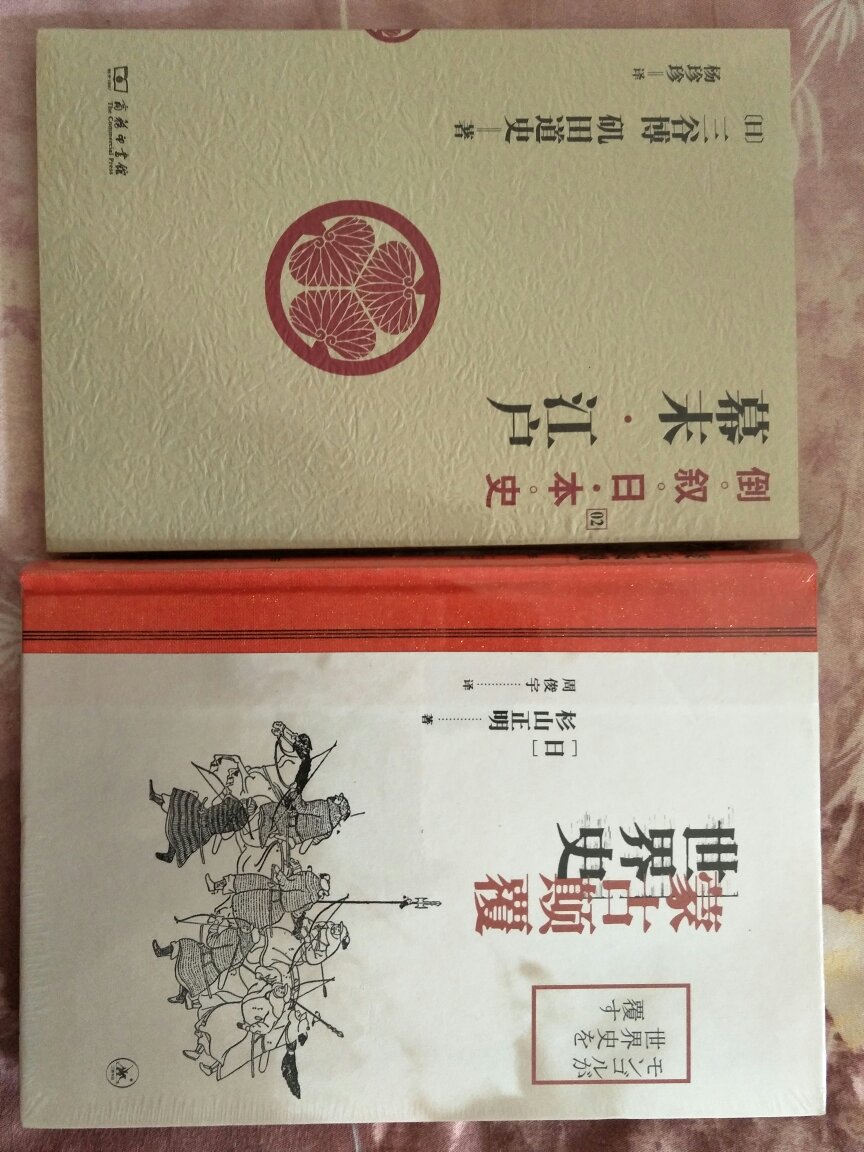 倒·叙·日·本·史
02
幕末·江户
〔日〕三谷博 矶田道史=著
杨珍珍=译
商务印书馆
The Commercial Press
モンゴルが
世界史を
覆す
蒙古颠覆
世界史
[日]
杉山正明…………著
周俊宇…………译